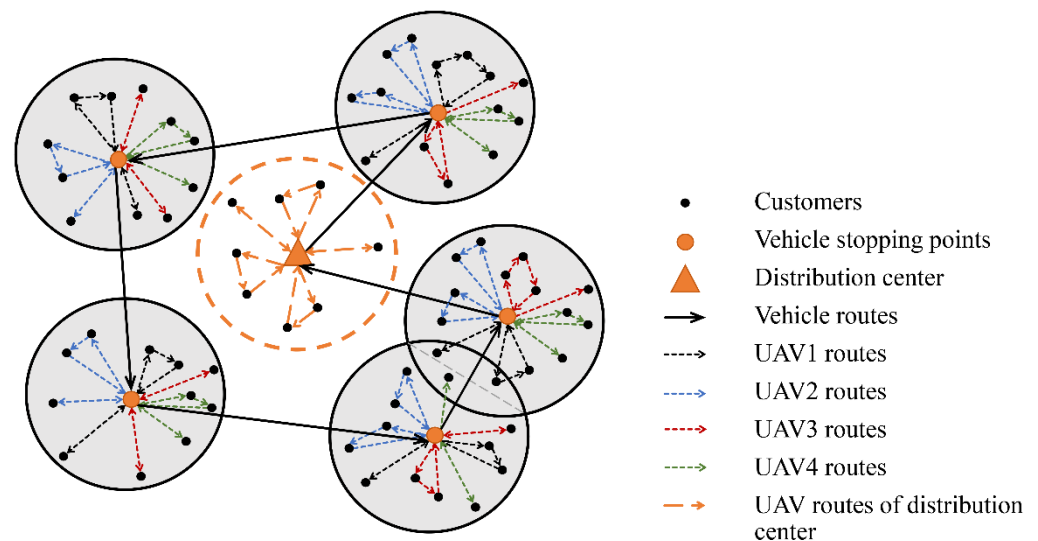 Customers
Vehicle stopping points
Distribution center
Vehicle routes
UAV1 routes
UAV2 routes
UAV3 routes
UAV4 routes
UAV routes of distribution
center